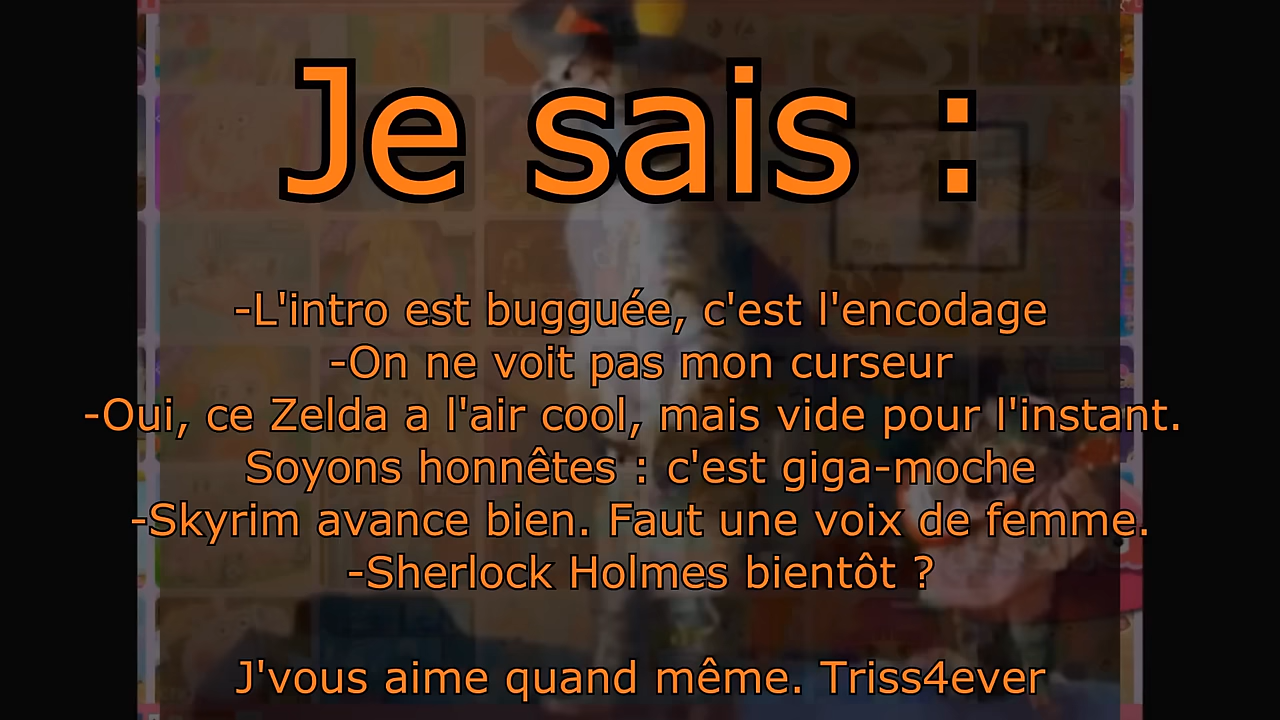 Je sais :
-L'intro est bugguée, c'est l'encodage
-On ne voit pas mon curseur
-Oui, ce Zelda a l'air cool, mais vide pour l'instant.
Soyons honnêtes : c'est giga-moche
-Skyrim avance bien. Faut une voix de femme.
-Sherlock Holmes bientôt ?
J'vous aime quand même. Triss4ever